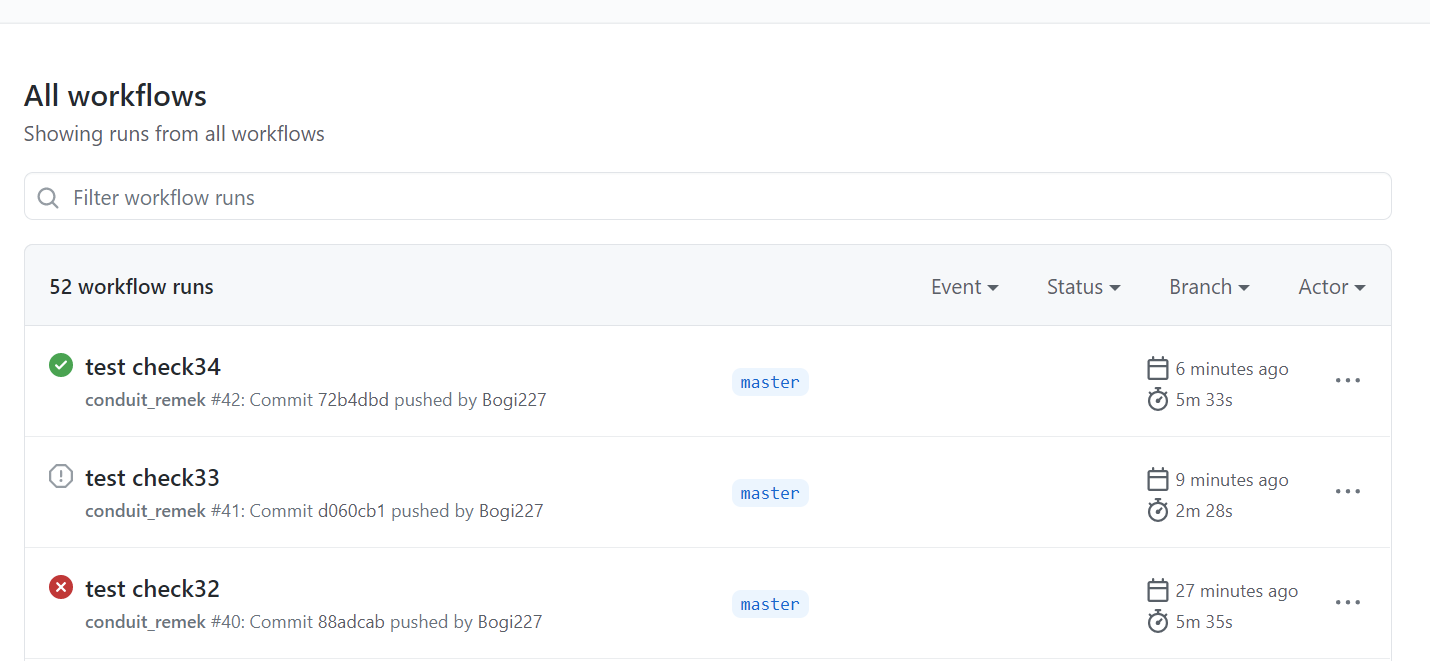 All workflows
Showing runs from all workflows
Filter workflow runs
52 workflow runs Event Status Branch Actor
test check34
conduit_remek #42: Commit 72b4dbd pushed by Bogi227
master
6 minutes ago
5m 33s
test check33
conduit_remek #41: Commit d060cb1 pushed by Bogi227
master
9 minutes ago
2m 28s
test check32
conduit_remek #40: Commit 88adcab pushed by Bogi227
master
27 minutes ago
5m 35s